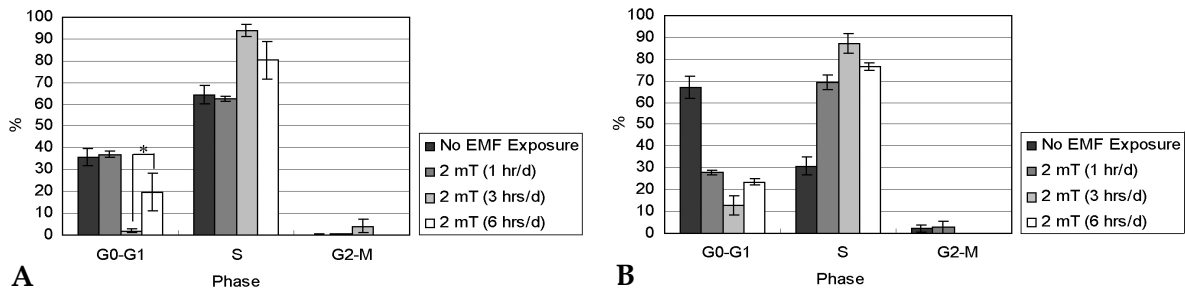 100
90
80
70
60
50
40
30
20
10
0
%
*
G0-G1 S G2-M
Phase
No EMF Exposure
2 mT (1 hr/d)
2 mT (3 hrs/d)
2 mT (6 hrs/d)
A
100
90
80
70
60
50
40
30
20
10
0
%
G0-G1 S G2-M
Phase
No EMF Exposure
2 mT (1 hr/d)
2 mT (3 hrs/d)
2 mT (6 hrs/d)
B